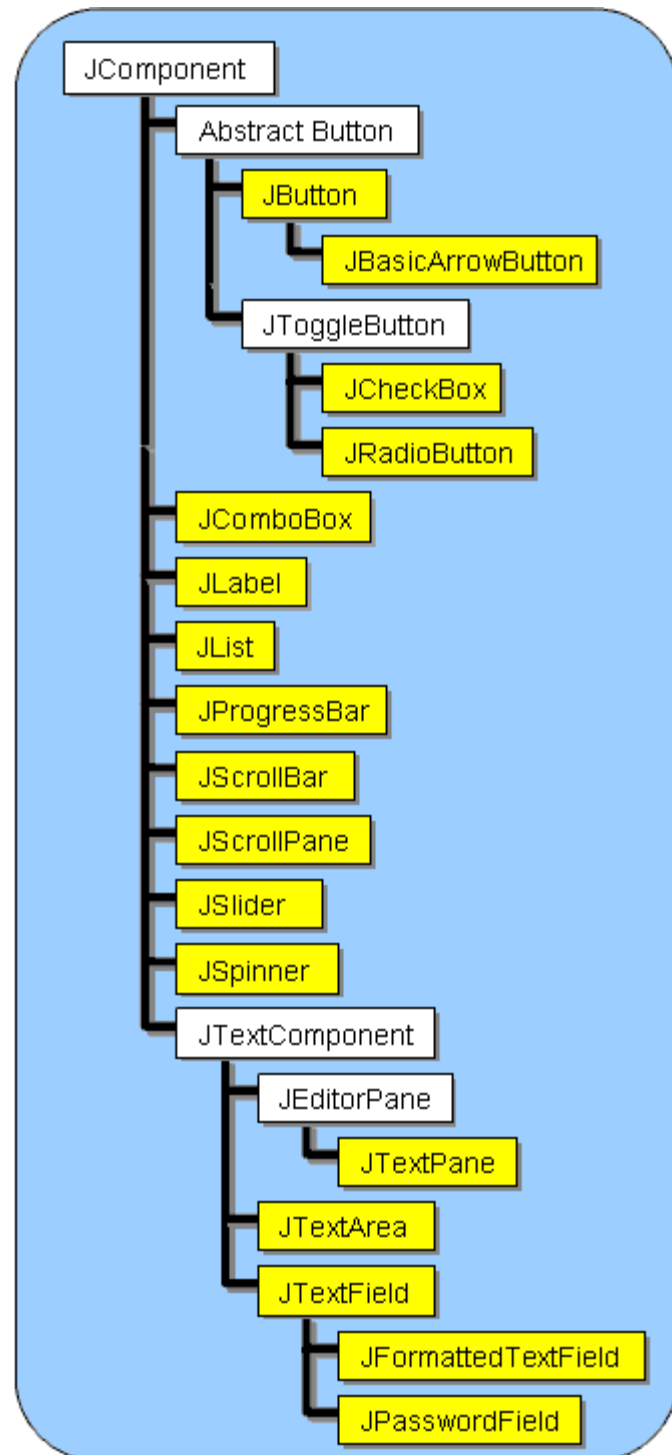 JComponent
Abstract Button
JButton
JBasicArrowButton
JToggleButton
JCheckBox
JRadioButton
JComboBox
JLabel
JList
JProgressBar
JScrollBar
JScrollPane
JSlider
JSpinner
JTextComponent
JEditorPane
JTextPane
JTextArea
JTextField
JFormattedTextField
JPasswordField